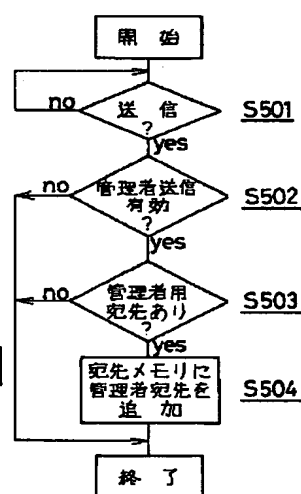 開始
no
送信
?
S501
yes
no
管理者送信
有効
?
S502
yes
no
管理者用
宛先あり
?
S503
yes
宛先メモリに
管理者宛先を
追加
S504
終了